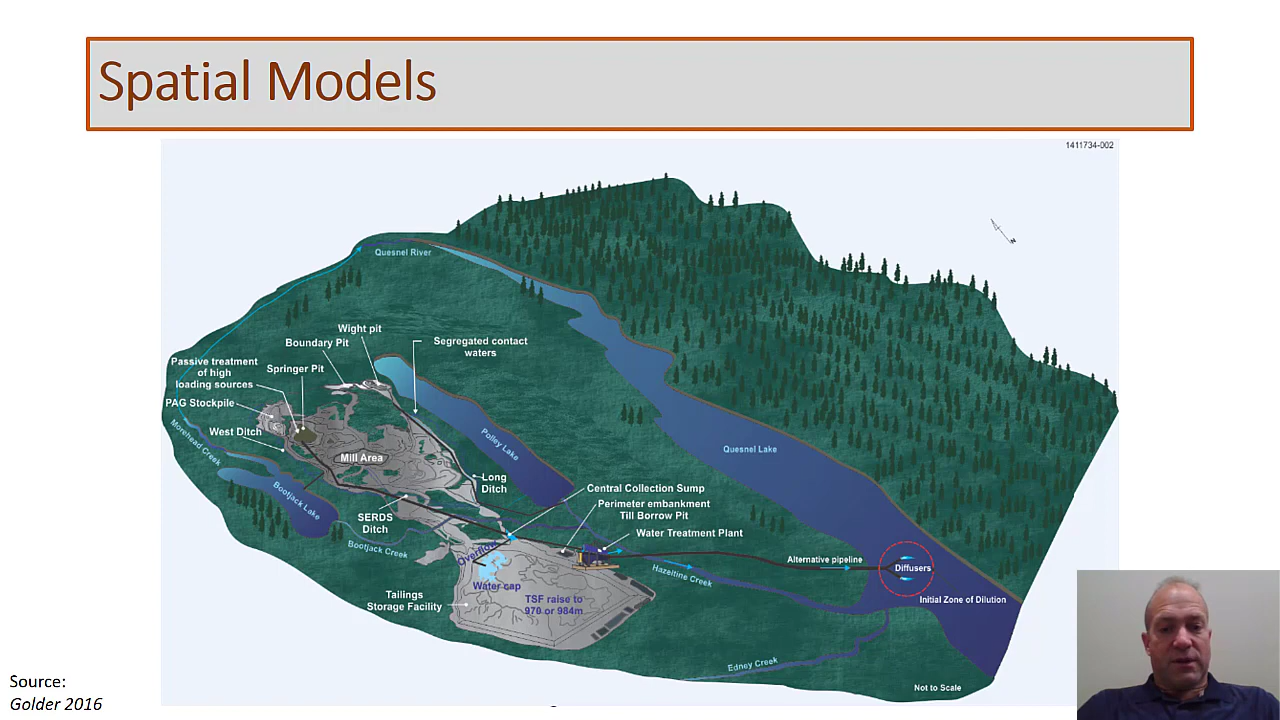 Spatial Models
1411734-002
N
Quesnel River
Wight pit
Boundary Pit
Segregated contact
waters
Passive treatment
of high
loading sources
Springer Pit
PAG Stockpile
West Ditch
Morehead Creek
Mill Area
Polley Lake
Quesnel Lake
Long
Ditch
Bootjack Lake
SERDS
Ditch
Central Collection Sump
Perimeter embankment
Till Borrow Pit
Water Treatment Plant
Bootjack Creek
Overflow
Alternative pipeline
Diffusers
Hazeltine Creek
Water cap
Tailings
Storage Facility
TSF raise to
970 or 984m
Initial Zone of Dilution
Edney Creek
Not to Scale
Source:
Golder 2016